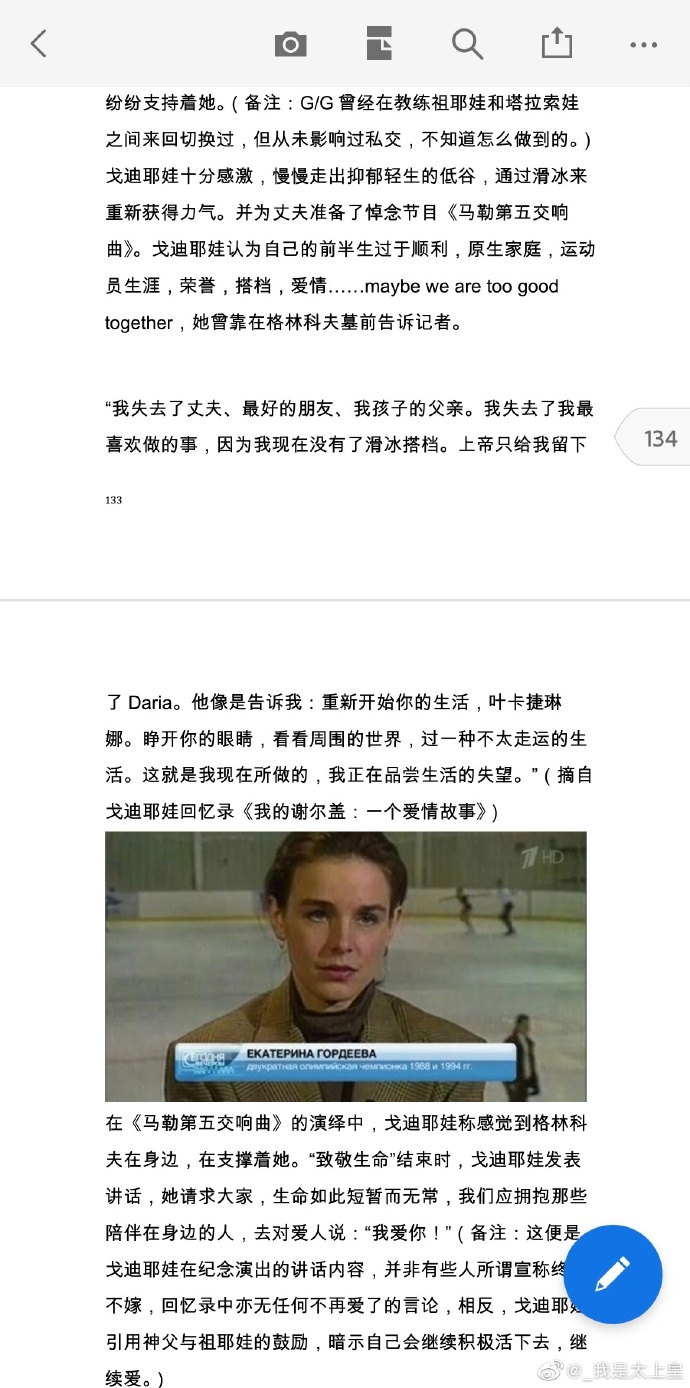 纷纷支持着她。( 备注：G/G 曾经在教练祖耶娃和塔拉索娃
之间来回切换过，但从未影响过私交，不知道怎么做到的。)
戈迪耶娃十分感激，慢慢走出抑郁轻生的低谷，通过滑冰来
重新获得力气。并为丈夫准备了悼念节目《马勒第五交响
曲》。戈迪耶娃认为自己的前半生过于顺利，原生家庭，运动
员生涯，荣誉，搭档，爱情……maybe we are too good
together，她曾靠在格林科夫墓前告诉记者。
“我失去了丈夫、最好的朋友、我孩子的父亲。我失去了我最
喜欢做的事，因为我现在没有了滑冰搭档。上帝只给我留下
134
133
了 Daria。他像是告诉我：重新开始你的生活，叶卡捷琳
娜。睁开你的眼睛，看看周围的世界，过一种不太走运的生
活。这就是我现在所做的，我正在品尝生活的失望。” ( 摘自
戈迪耶娃回忆录《我的谢尔盖：一个爱情故事》)
HD
СЕГОДНЯ
ВЕЧЕРОМ
ЕКАТЕРИНА ГОРДЕЕВА
двукратная олимпийская чемпионка 1988 и 1994 гг.
在《马勒第五交响曲》的演绎中，戈迪耶娃称感觉到格林科
夫在身边，在支撑着她。“致敬生命”结束时，戈迪耶娃发表
讲话，她请求大家，生命如此短暂而无常，我们应拥抱那些
陪伴在身边的人，去对爱人说：“我爱你！” ( 备注：这便是
戈迪耶娃在纪念演出的讲话内容，并非有些人所谓宣称终
不嫁，回忆录中亦无任何不再爱了的言论，相反，戈迪耶娃
引用神父与祖耶娃的鼓励，暗示自己会继续积极活下去，继
续爱。)
@_我是太上皇